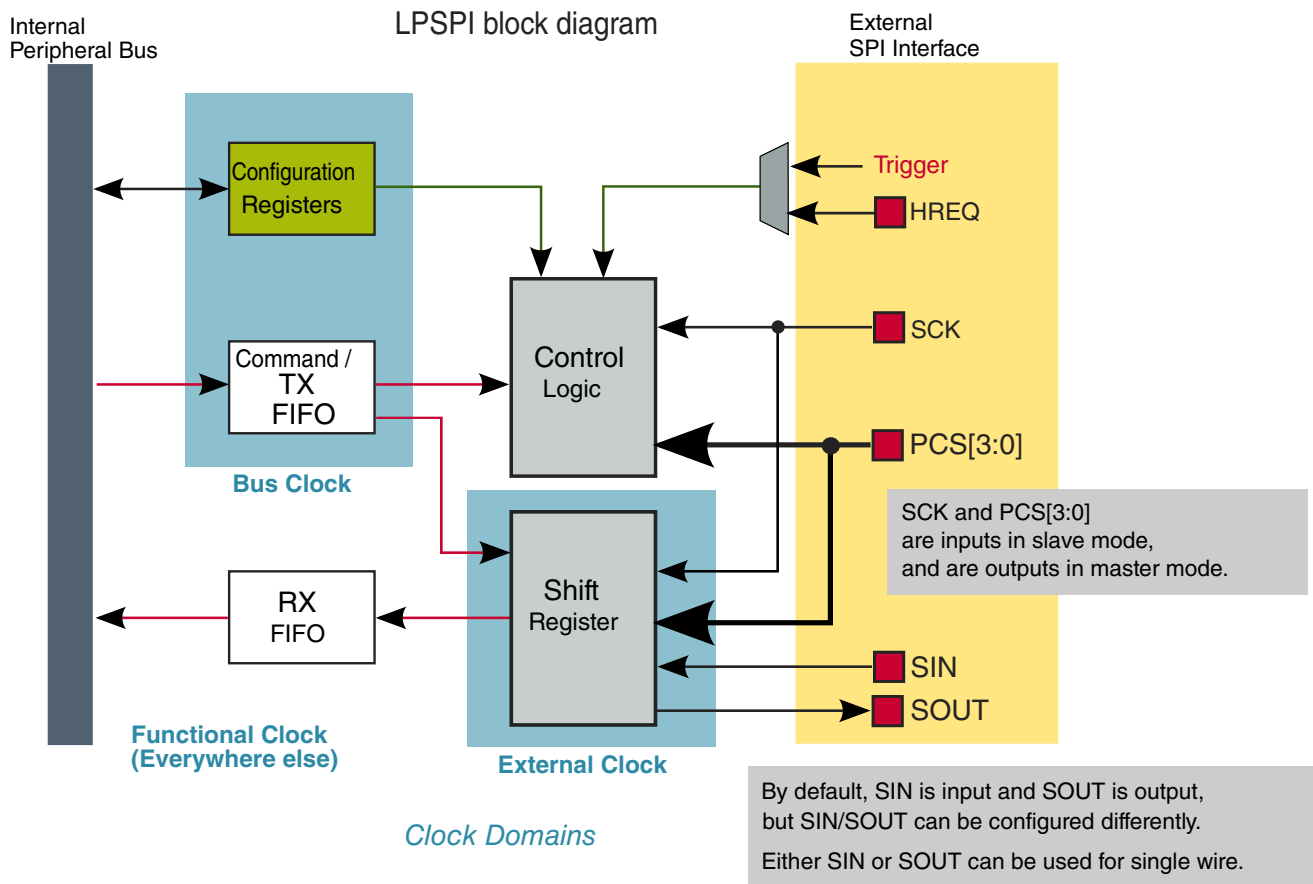 LPSPI block diagram
Internal
Peripheral Bus
External
SPI Interface
Configuration
Registers
Trigger
HREQ
SCK
Command /
TX
FIFO
Control
Logic
PCS[3:0]
Bus Clock
SCK and PCS[3:0]
are inputs in slave mode,
and are outputs in master mode.
RX
FIFO
Shift
Register
SIN
SOUT
Functional Clock
(Everywhere else)
External Clock
Clock Domains
By default, SIN is input and SOUT is output,
but SIN/SOUT can be configured differently.
Either SIN or SOUT can be used for single wire.